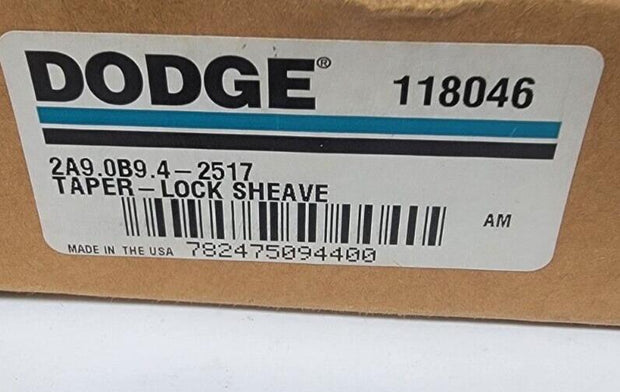 DODGE® 118046
2A9.0B9.4-2517
TAPER-LOCK SHEAVE
AM
MADE IN THE USA 782475094400